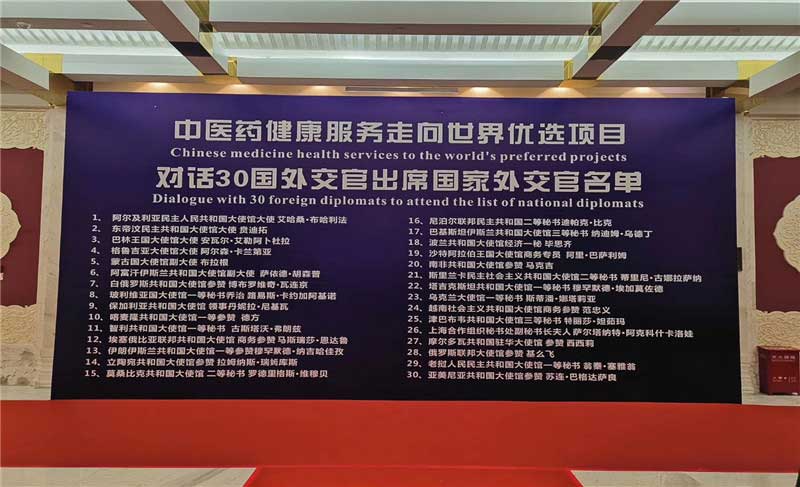 中医药健康服务走向世界优选项目
Chinese medicine health services to the world's preferred projects
对话30国外交官出席国家外交官名单
Dialogue with 30 foreign diplomats to attend the list of national diplomats
1、 阿尔及利亚民主人民共和国大使馆大使 艾哈桑·布哈利法
2、 东帝汶民主共和国大使馆大使 贲迪拓
3、 巴林王国大使馆大使 安瓦尔·艾勒阿卜杜拉
4、 格鲁吉亚大使馆大使 阿尔森·卡兰第亚
5、 蒙古国大使馆副大使 布拉根
6、 阿富汗伊斯兰共和国大使馆副大使 萨依德·胡森普
7、 白俄罗斯共和国大使馆参赞 博布罗维奇·瓦连京
8、 玻利维亚国大使馆一等秘书乔治 路易斯·卡约加阿基诺
9、 保加利亚共和国大使馆 领事丹妮拉·尼基瓦
10、 喀麦隆共和国大使馆一等参赞 德方
11、 智利共和国大使馆一等秘书 古斯塔沃·弗朗兹
12、 埃塞俄比亚联邦共和国大使馆 商务参赞 马斯瑞莎·恩达鲁
13、 伊朗伊斯兰共和国大使馆一等参赞穆罕默德·纳吉哈佳孜
14、 立陶宛共和国大使馆参赞 拉姆纳斯·瑞姆库斯
15、 莫桑比克共和国大使馆 二等秘书 罗德里格斯·维穆贝
16、 尼泊尔联邦民主共和国二等秘书迪帕克·比克
17、 巴基斯坦伊斯兰共和国大使馆三等秘书 纳迪姆·乌德丁
18、 波兰共和国大使馆经济一秘 毕思齐
19、 沙特阿拉伯王国大使馆商务专员 阿里·巴萨利姆
20、 南非共和国大使馆参赞 马克吉
21、 斯里兰卡民主社会主义共和国大使馆二等秘书 蒂里尼·古塔拉萨纳
22、 塔吉克斯坦共和国大使馆一等秘书 穆罕默德·埃加莫佐德
23、 乌克兰大使馆一等秘书 斯蒂潘·娜塔莉亚
24、 越南社会主义共和国大使馆 商务参赞 范忠义
25、 津巴布韦共和国大使馆三等秘书 特丽莎·妲茹玛
26、 上海合作组织秘书处副秘书长夫人 萨尔塔纳特·阿克科什卡洛娃
27、 摩尔多瓦共和国驻华大使馆 参赞 西西莉
28、 俄罗斯联邦大使馆参赞 基么飞
29、 老挝人民民主共和国大使馆一等秘书 翁秦·塞雅翁
30、 亚美尼亚共和国大使馆参赞 苏连·巴格达萨良